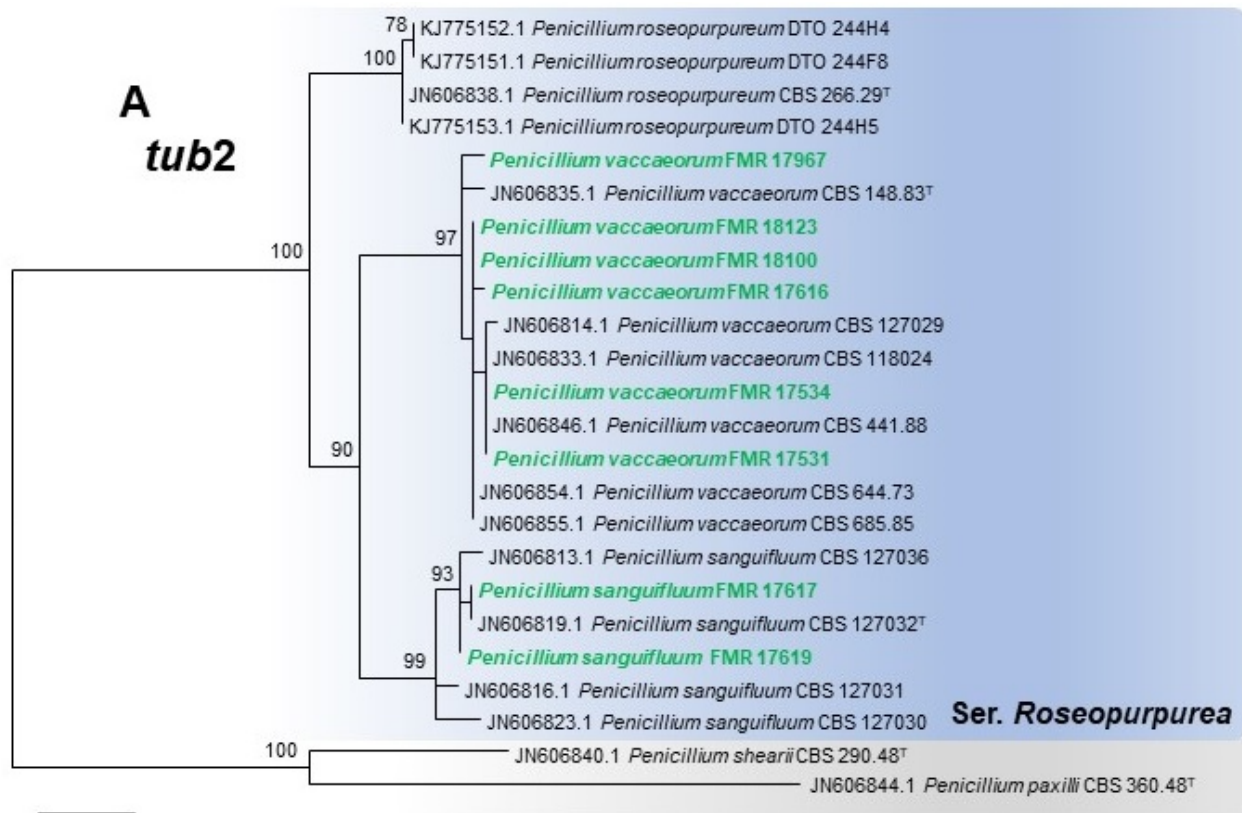 78
KJ775152.1 Penicillium roseopurpureum DTO 244H4
100
KJ775151.1 Penicillium roseopurpureum DTO 244F8
A
JN606838.1 Penicillium roseopurpureum CBS 266.29ᵀ
KJ775153.1 Penicillium roseopurpureum DTO 244H5
tub2
Penicillium vaccaeorum FMR 17967
JN606835.1 Penicillium vaccaeorum CBS 148.83ᵀ
Penicillium vaccaeorum FMR 18123
97
100
Penicillium vaccaeorum FMR 18100
Penicillium vaccaeorum FMR 17616
JN606814.1 Penicillium vaccaeorum CBS 127029
JN606833.1 Penicillium vaccaeorum CBS 118024
Penicillium vaccaeorum FMR 17534
JN606846.1 Penicillium vaccaeorum CBS 441.88
90
Penicillium vaccaeorum FMR 17531
JN606854.1 Penicillium vaccaeorum CBS 644.73
JN606855.1 Penicillium vaccaeorum CBS 685.85
JN606813.1 Penicillium sanguifluum CBS 127036
93
Penicillium sanguifluum FMR 17617
JN606819.1 Penicillium sanguifluum CBS 127032ᵀ
99
Penicillium sanguifluum FMR 17619
JN606816.1 Penicillium sanguifluum CBS 127031
JN606823.1 Penicillium sanguifluum CBS 127030
Ser. Roseopurpurea
100
JN606840.1 Penicillium shearii CBS 290.48ᵀ
JN606844.1 Penicillium paxilli CBS 360.48ᵀ